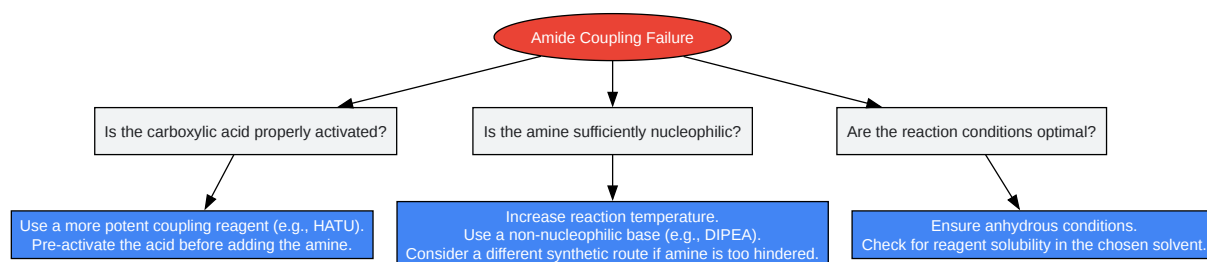 Amide Coupling Failure
Is the carboxylic acid properly activated?
Is the amine sufficiently nucleophilic?
Are the reaction conditions optimal?
Use a more potent coupling reagent (e.g., HATU).
Pre-activate the acid before adding the amine.
Increase reaction temperature.
Use a non-nucleophilic base (e.g., DIPEA).
Consider a different synthetic route if amine is too hindered.
Ensure anhydrous conditions.
Check for reagent solubility in the chosen solvent.